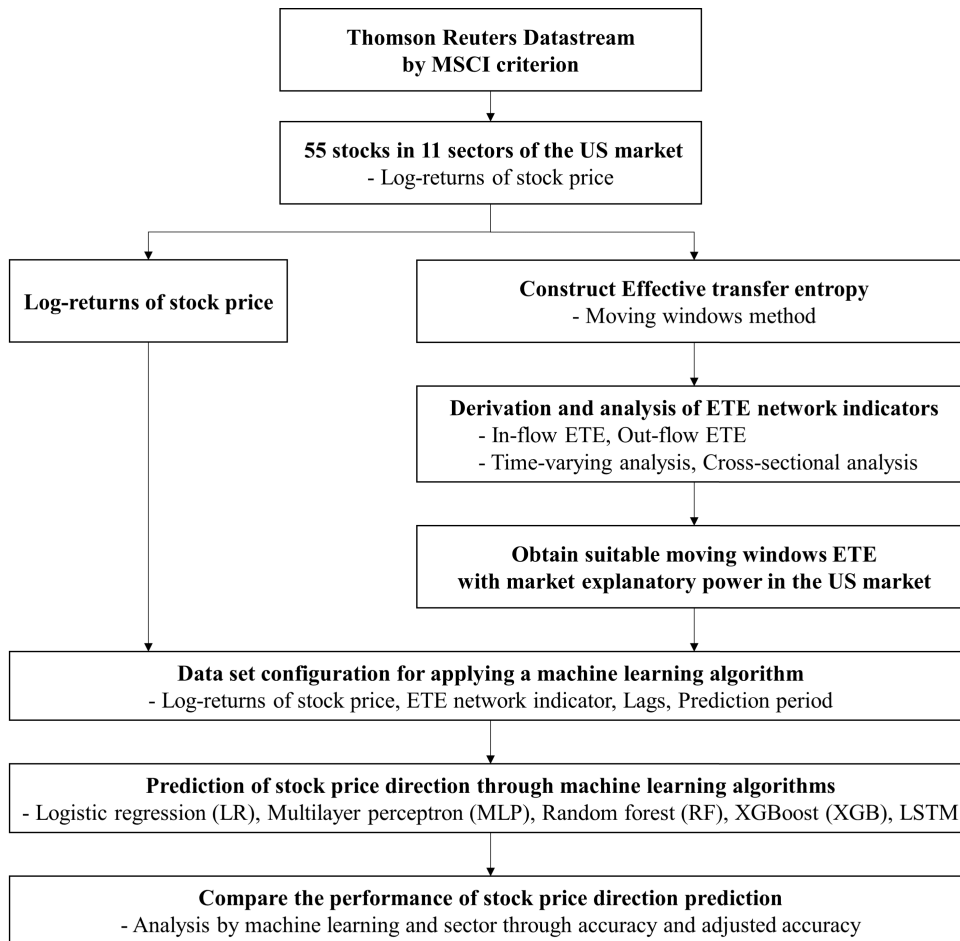 Thomson Reuters Datastream
by MSCI criterion
55 stocks in 11 sectors of the US market
- Log-returns of stock price
Log-returns of stock price
Construct Effective transfer entropy
- Moving windows method
Derivation and analysis of ETE network indicators
- In-flow ETE, Out-flow ETE
- Time-varying analysis, Cross-sectional analysis
Obtain suitable moving windows ETE
with market explanatory power in the US market
Data set configuration for applying a machine learning algorithm
- Log-returns of stock price, ETE network indicator, Lags, Prediction period
Prediction of stock price direction through machine learning algorithms
- Logistic regression (LR), Multilayer perceptron (MLP), Random forest (RF), XGBoost (XGB), LSTM
Compare the performance of stock price direction prediction
- Analysis by machine learning and sector through accuracy and adjusted accuracy